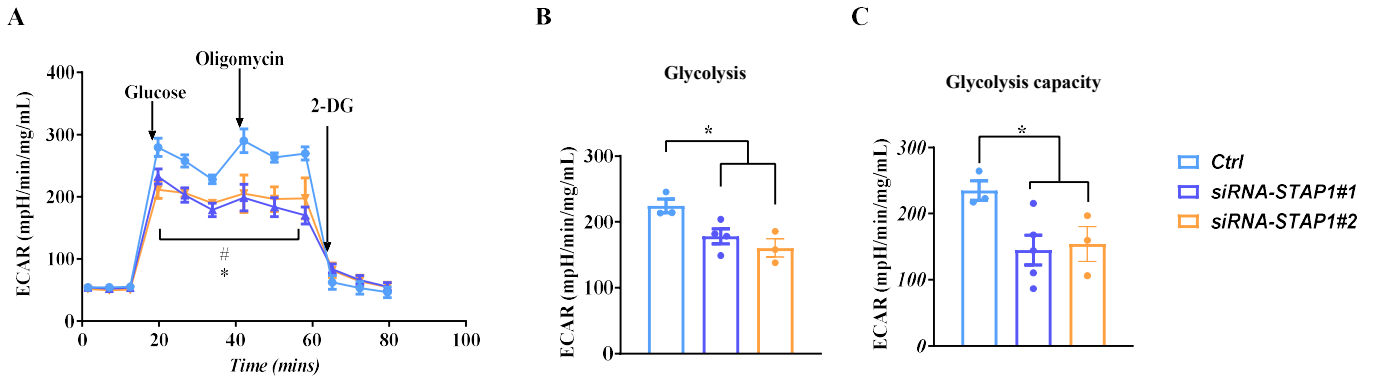 A
Oligomycin
Glucose
2-DG
ECAR (mpH/min/mg/mL)
400
300
200
100
0
#
*
0
20
40
60
80
100
Time (mins)
B
Glycolysis
*
ECAR (mpH/min/mg/mL)
300
200
100
0
C
Glycolysis capacity
*
ECAR (mpH/min/mg/mL)
300
200
100
0
Ctrl
siRNA-STAP1#1
siRNA-STAP1#2